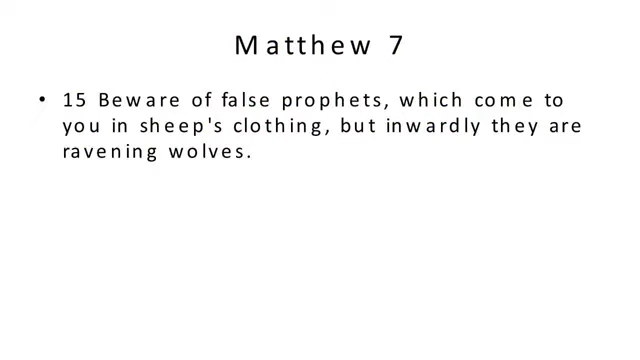 Matthew 7
• 15 Beware of false prophets, which come to
you in sheep's clothing, but inwardly they are
ravening wolves.